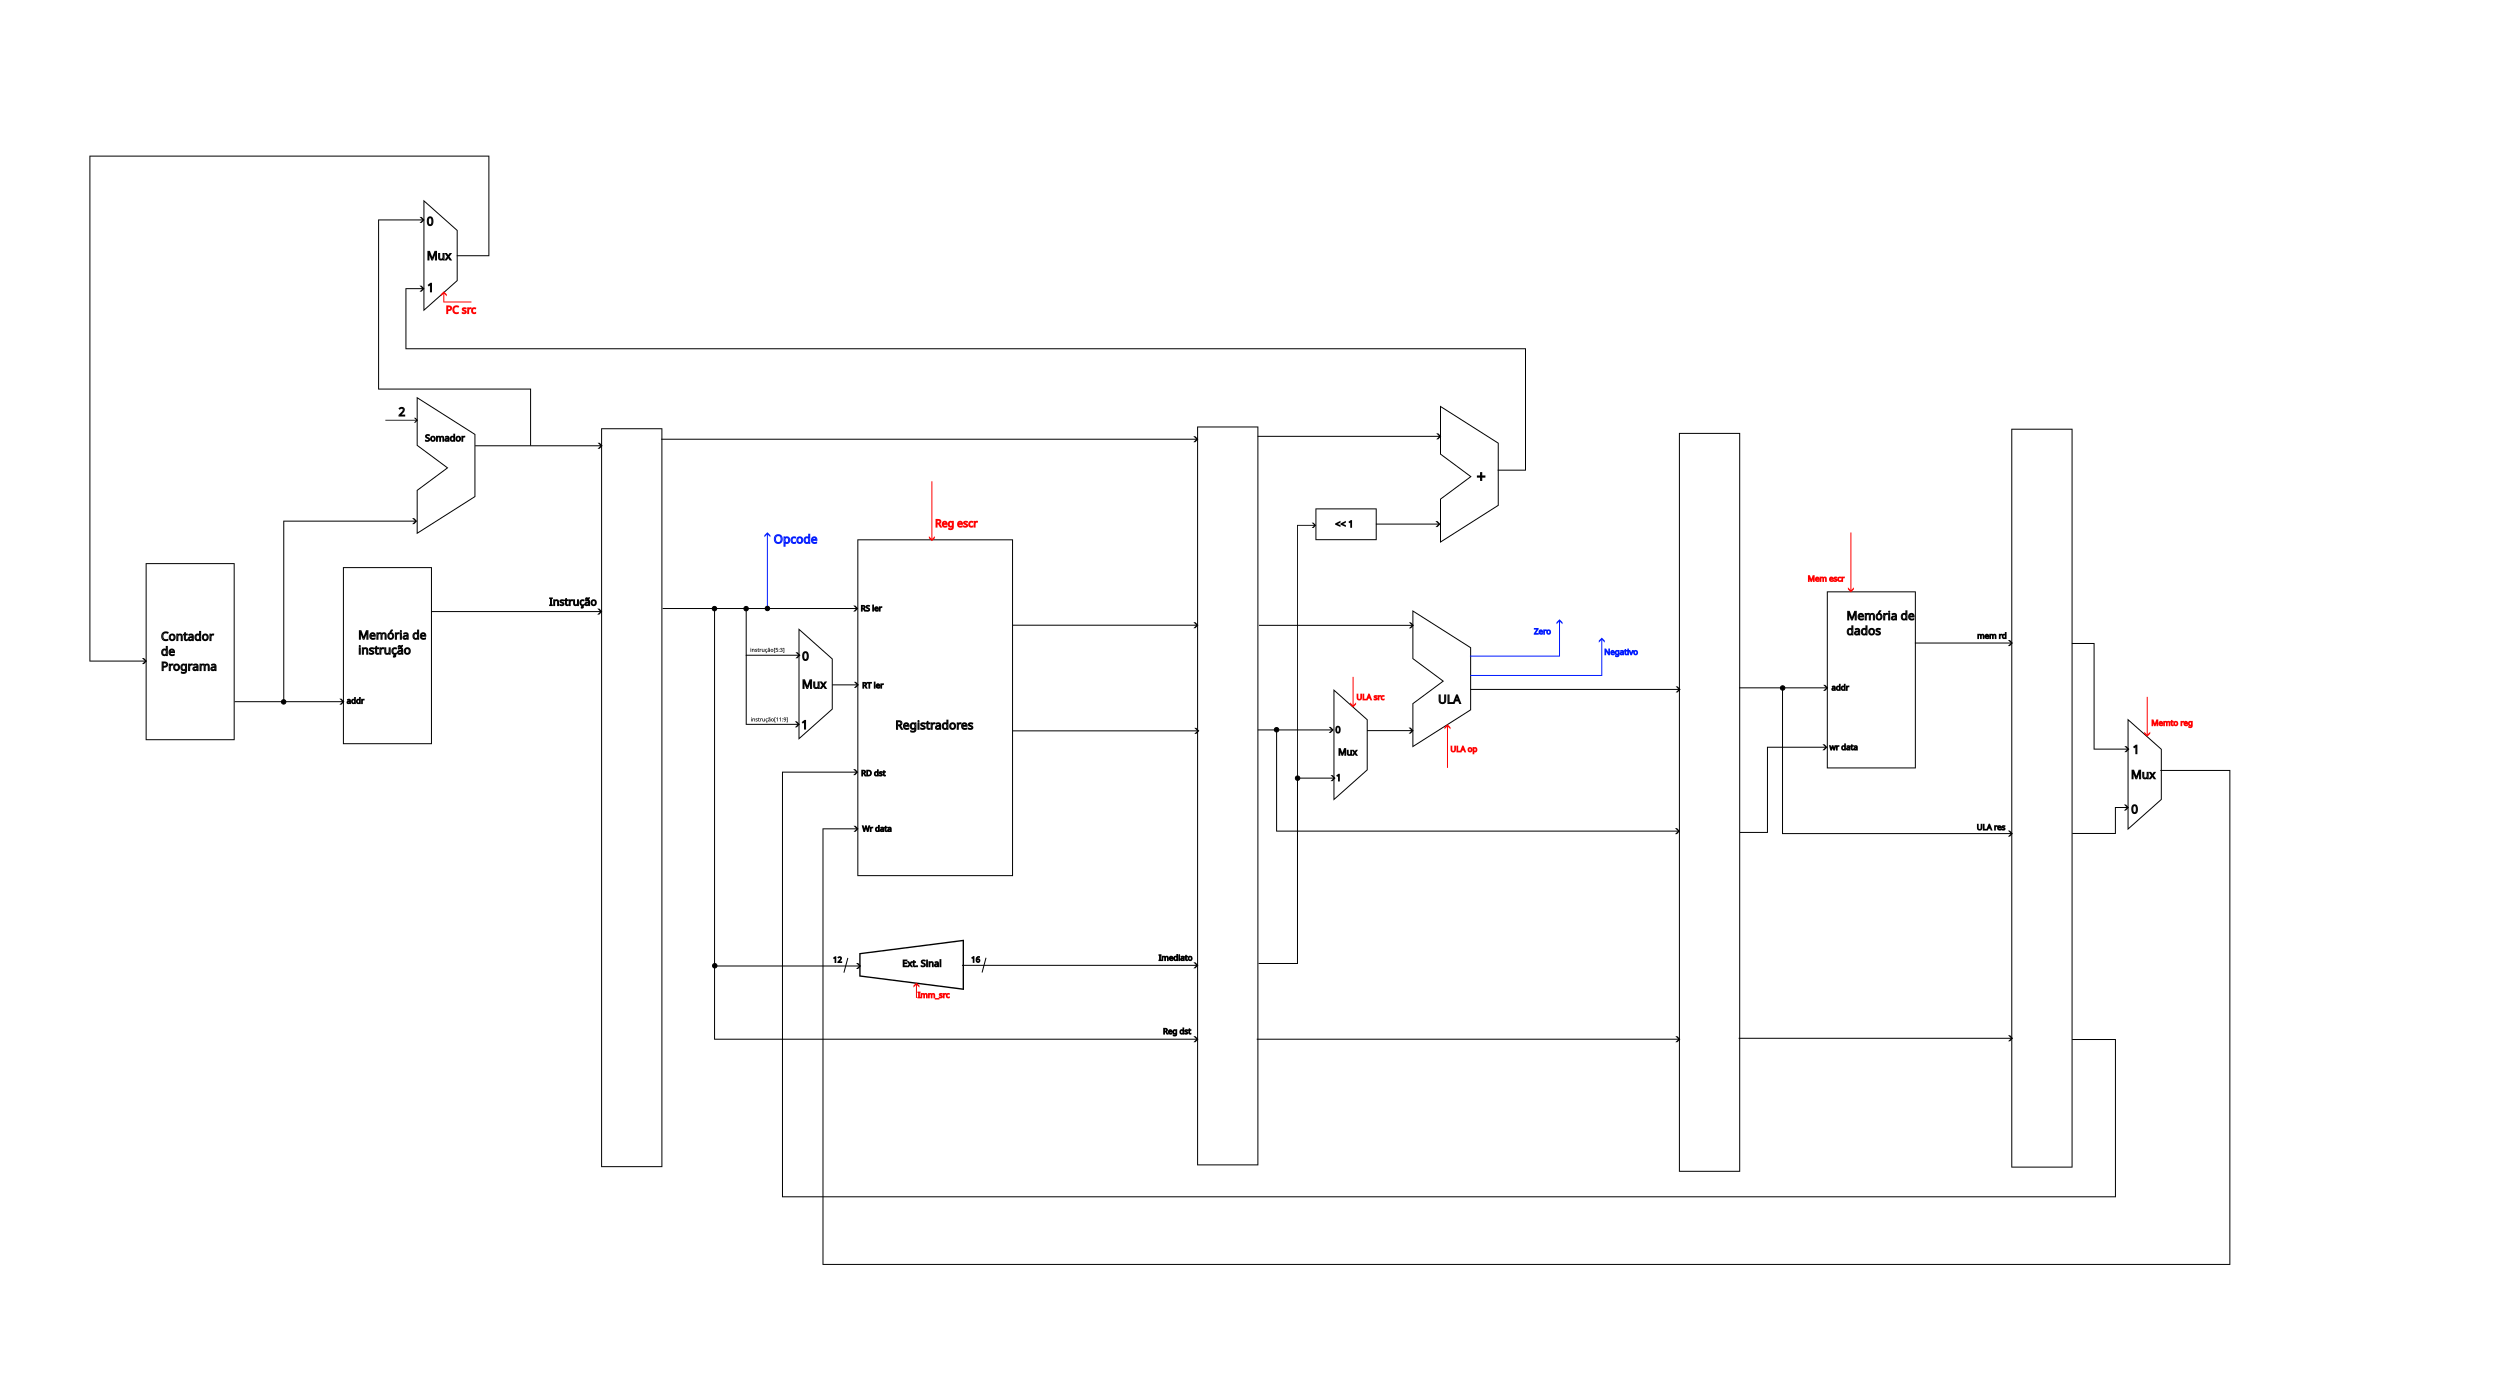 0
Mux
1
PC src
2
Somador
+
<< 1
Reg escr
Opcode
Contador
de
Programa
Memória de
instrução
addr
Instrução
RS ler
instrução[5:3]
0
Mux
RT ler
instrução[11:9]
1
Registradores
RD dst
Wr data
12
Ext. Sinal
16
Imm_src
Imediato
Reg dst
Zero
Negativo
ULA
ULA src
0
Mux
1
ULA op
Mem escr
Memória de
dados
mem rd
addr
wr data
ULA res
Memto reg
1
Mux
0